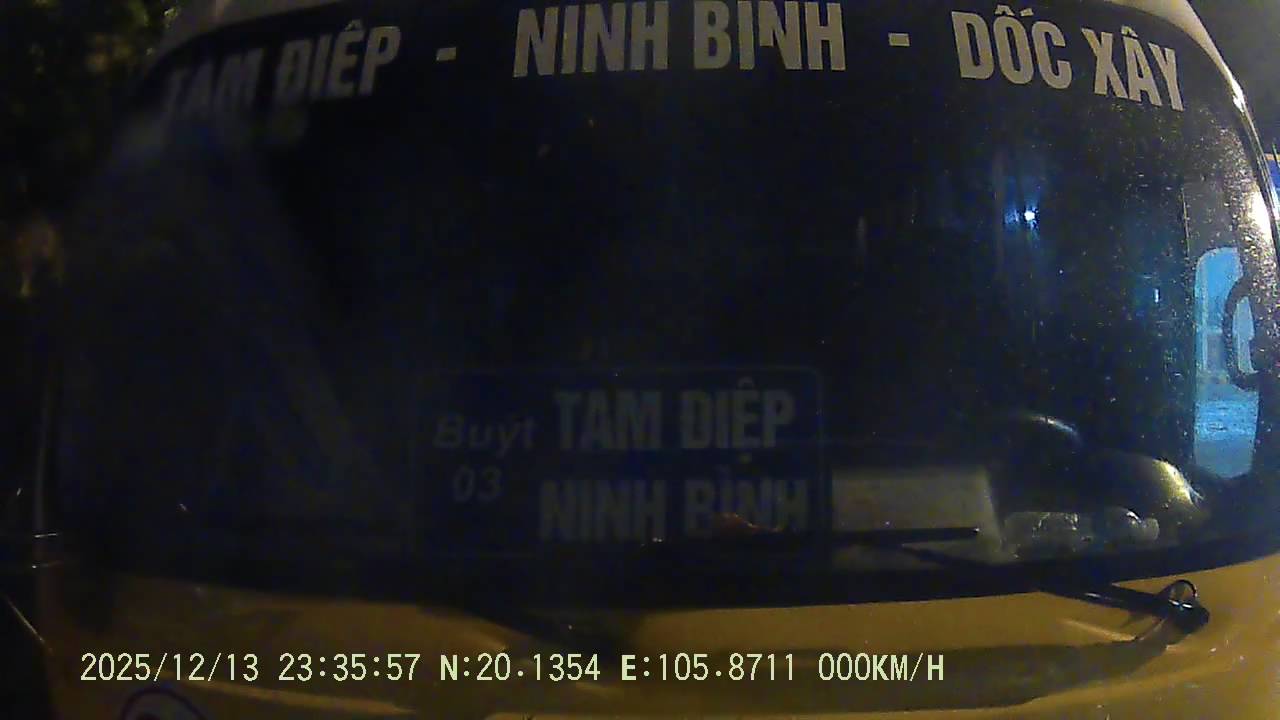 TAM ĐIỆP - NINH BÌNH - DỐC XÂY
Buýt 03
TAM ĐIỆP
NINH BÌNH
2025/12/13 23:35:57 N:20.1354 E:105.8711 000KM/H